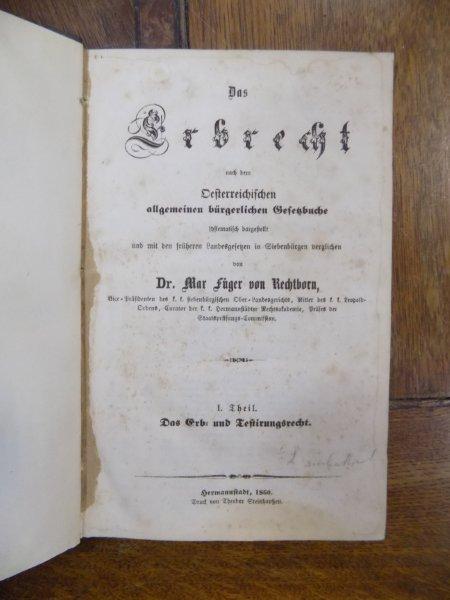 Das
Erbrecht
nach dem
Oesterreichischen
allgemeinen bürgerlichen Gesetzbuche
systematisch dargestellt
und mit den früheren Landesgesetzen in Siebenbürgen verglichen
von
Dr. Max Füger von Rechtborn,
Vice-Präsidenten des k. k. siebenbürgischen Ober-Landesgerichts, Ritter des k. k. Leopold-
Ordens, Curator der k. k. Hermannstädter Rechtsakademie, Präses der
Staatsprüfungs-Commission.
I. Theil.
Das Erb- und Testirungsrecht.
Hermannstadt, 1860.
Druck von Theodor Steinhaußen.